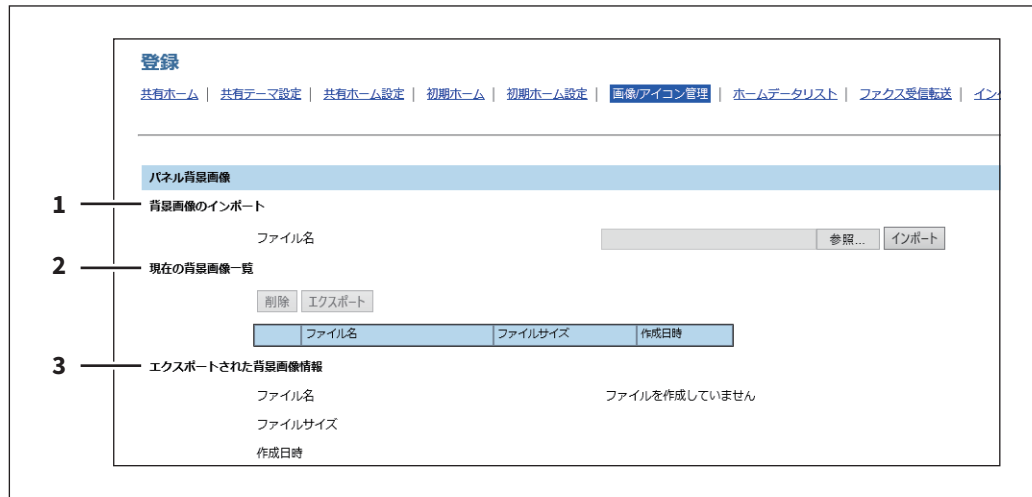 登録
共有ホーム | 共有テーマ設定 | 共有ホーム設定 | 初期ホーム | 初期ホーム設定 | 画像/アイコン管理 | ホームデータリスト | ファクス受信転送 | イン
パネル背景画像
1 背景画像のインポート
ファイル名 参照... インポート
2 現在の背景画像一覧
削除 エクスポート
ファイル名 ファイルサイズ 作成日時
3 エクスポートされた背景画像情報
ファイル名 ファイルを作成していません
ファイルサイズ
作成日時